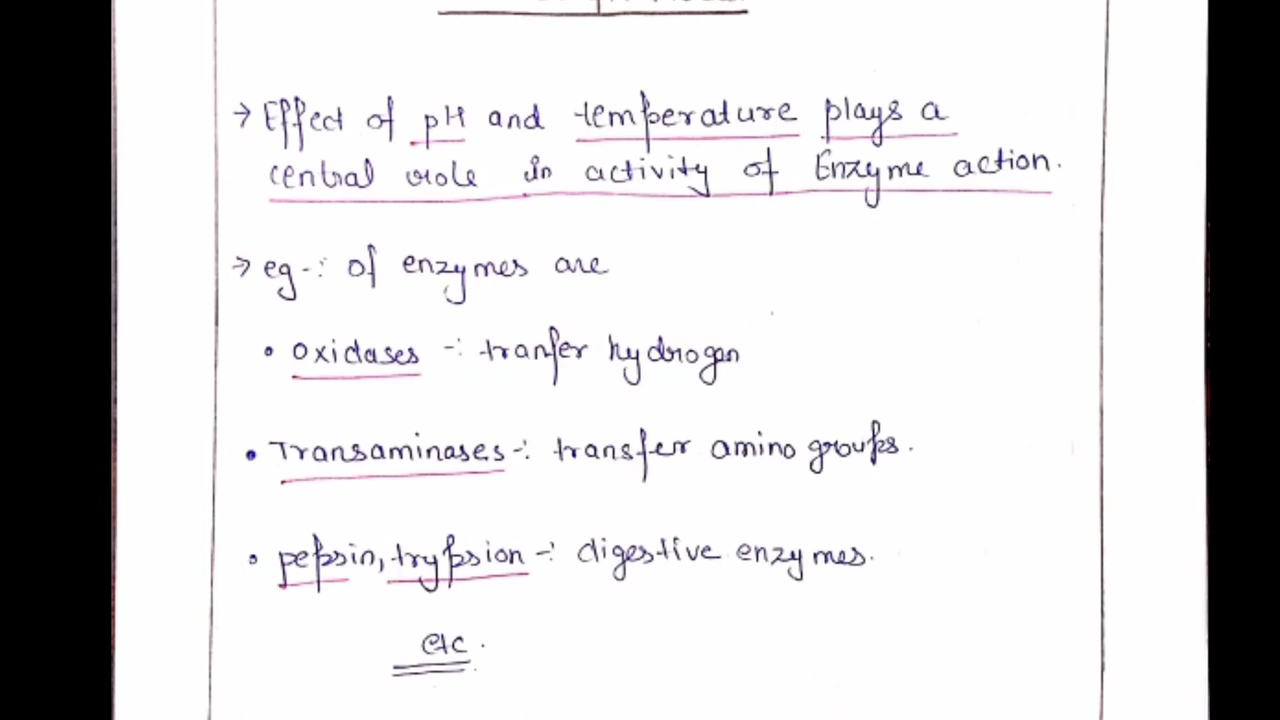 → Effect of pH and temperature plays a
central role in activity of Enzyme action.
→ eg-: of enzymes are
• oxidases -: tranfer hydrogen
• Transaminases-: transfer amino groups.
• pepsin, trypsion -: digestive enzymes.
etc.